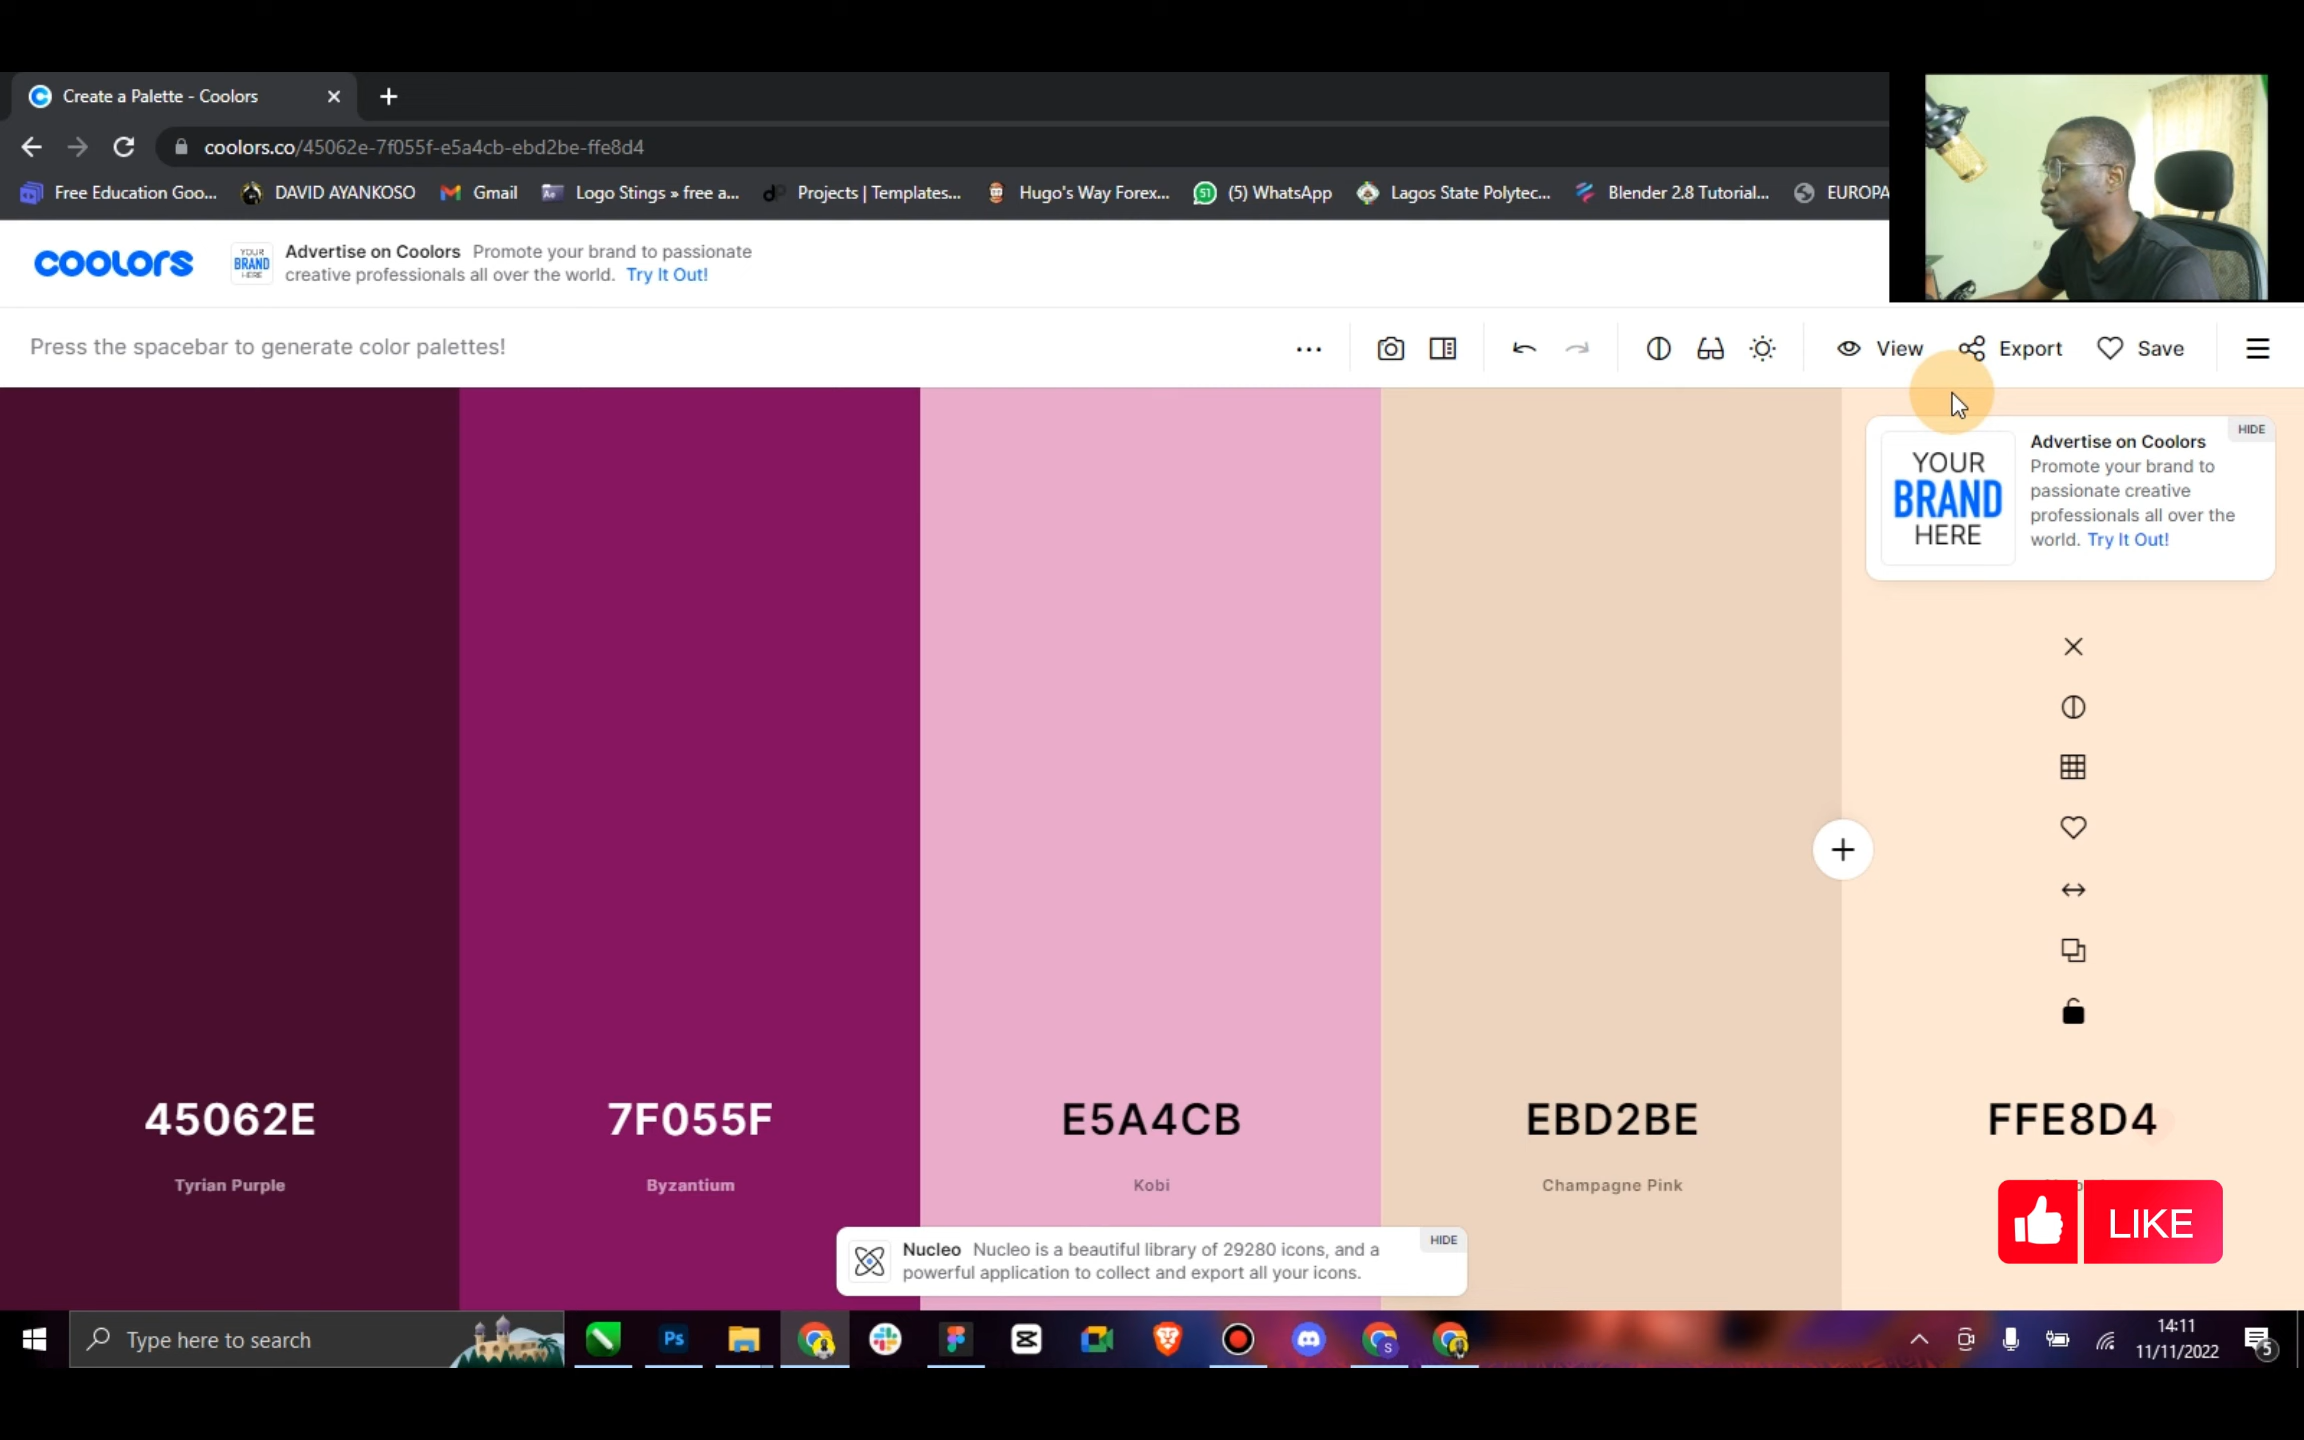 Create a Palette - Coolors
coolors.co/45062e-7f055f-e5a4cb-ebd2be-ffe8d4
Free Education Goo... DAVID AYANKOSO Gmail Logo Stings » free a... Projects | Templates... Hugo's Way Forex... (5) WhatsApp Lagos State Polytec... Blender 2.8 Tutorial... EUROPA
coolors
YOUR BRAND HERE
Advertise on Coolors Promote your brand to passionate
creative professionals all over the world. Try It Out!
Press the spacebar to generate color palettes!
View Export Save
HIDE
YOUR
BRAND
HERE
Advertise on Coolors
Promote your brand to
passionate creative
professionals all over the
world. Try It Out!
45062E 7F055F E5A4CB EBD2BE FFE8D4
Tyrian Purple Byzantium Kobi Champagne Pink
LIKE
Nucleo Nucleo is a beautiful library of 29280 icons, and a
powerful application to collect and export all your icons.
HIDE
Type here to search
Ps
S
14:11
11/11/2022
5